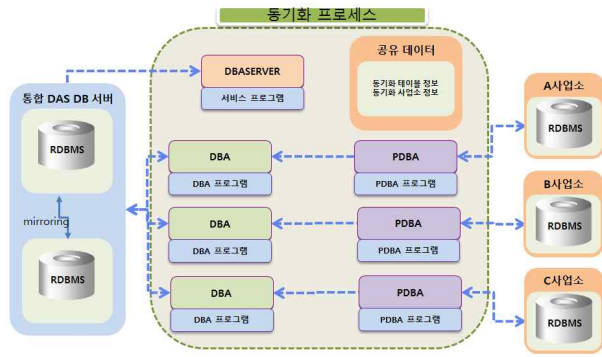 동기화 프로세스
통합 DAS DB 서버
RDBMS
mirroring
RDBMS
DBASERVER
서비스 프로그램
공유 데이터
동기화 테이블 정보
동기화 사업소 정보
DBA
DBA 프로그램
PDBA
PDBA 프로그램
DBA
DBA 프로그램
PDBA
PDBA 프로그램
DBA
DBA 프로그램
PDBA
PDBA 프로그램
A사업소
RDBMS
B사업소
RDBMS
C사업소
RDBMS